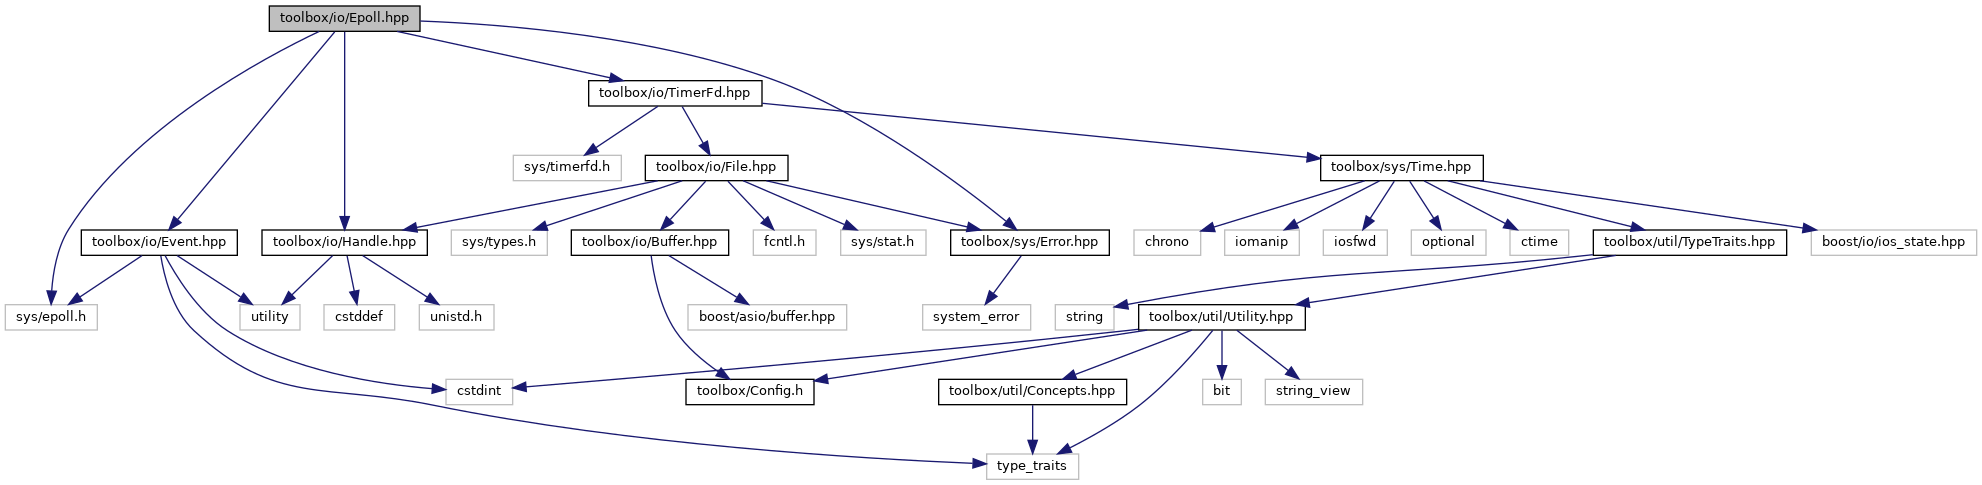 toolbox/io/Epoll.hpp
toolbox/io/TimerFd.hpp
sys/timerfd.h
toolbox/io/File.hpp
toolbox/sys/Time.hpp
toolbox/io/Event.hpp
toolbox/io/Handle.hpp
sys/types.h
toolbox/io/Buffer.hpp
fcntl.h
sys/stat.h
toolbox/sys/Error.hpp
chrono
iomanip
iosfwd
optional
ctime
toolbox/util/TypeTraits.hpp
boost/io/ios_state.hpp
sys/epoll.h
utility
cstddef
unistd.h
boost/asio/buffer.hpp
system_error
string
toolbox/util/Utility.hpp
cstdint
toolbox/Config.h
toolbox/util/Concepts.hpp
bit
string_view
type_traits